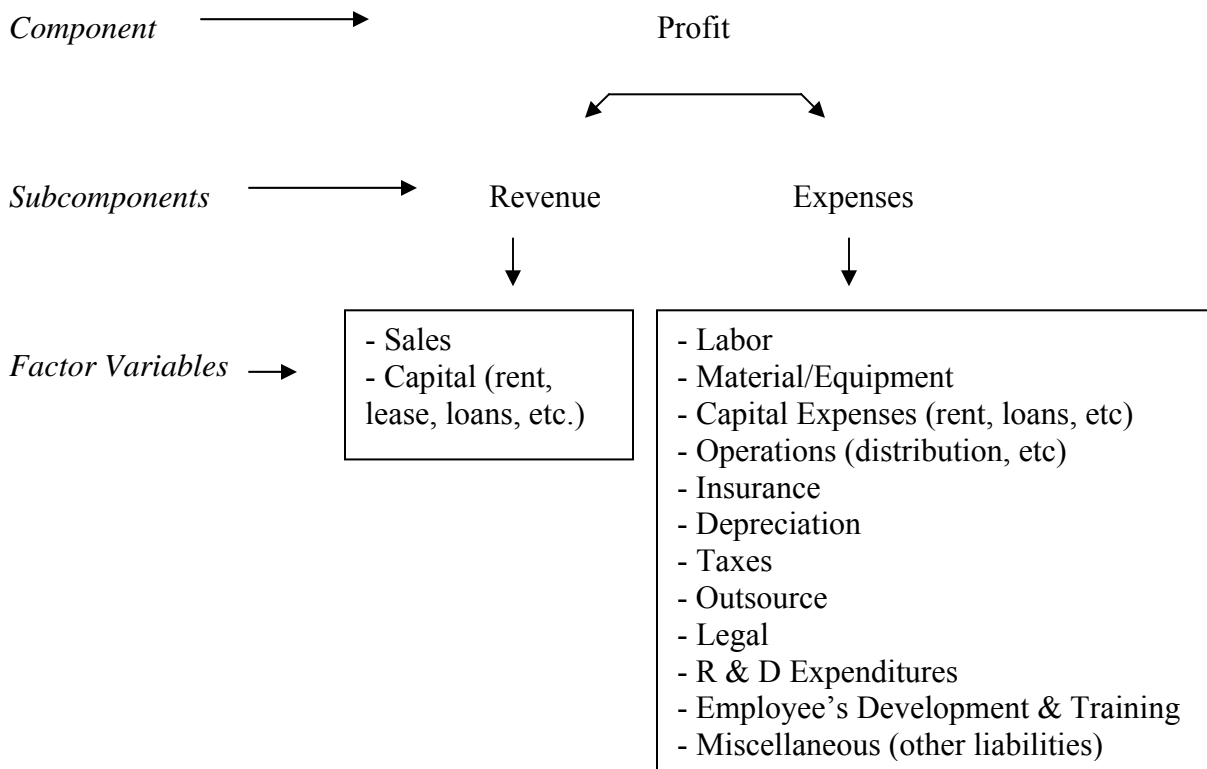 Component Profit
Subcomponents Revenue Expenses
Factor Variables
- Sales
- Capital (rent,
lease, loans, etc.)
- Labor
- Material/Equipment
- Capital Expenses (rent, loans, etc)
- Operations (distribution, etc)
- Insurance
- Depreciation
- Taxes
- Outsource
- Legal
- R & D Expenditures
- Employee’s Development & Training
- Miscellaneous (other liabilities)